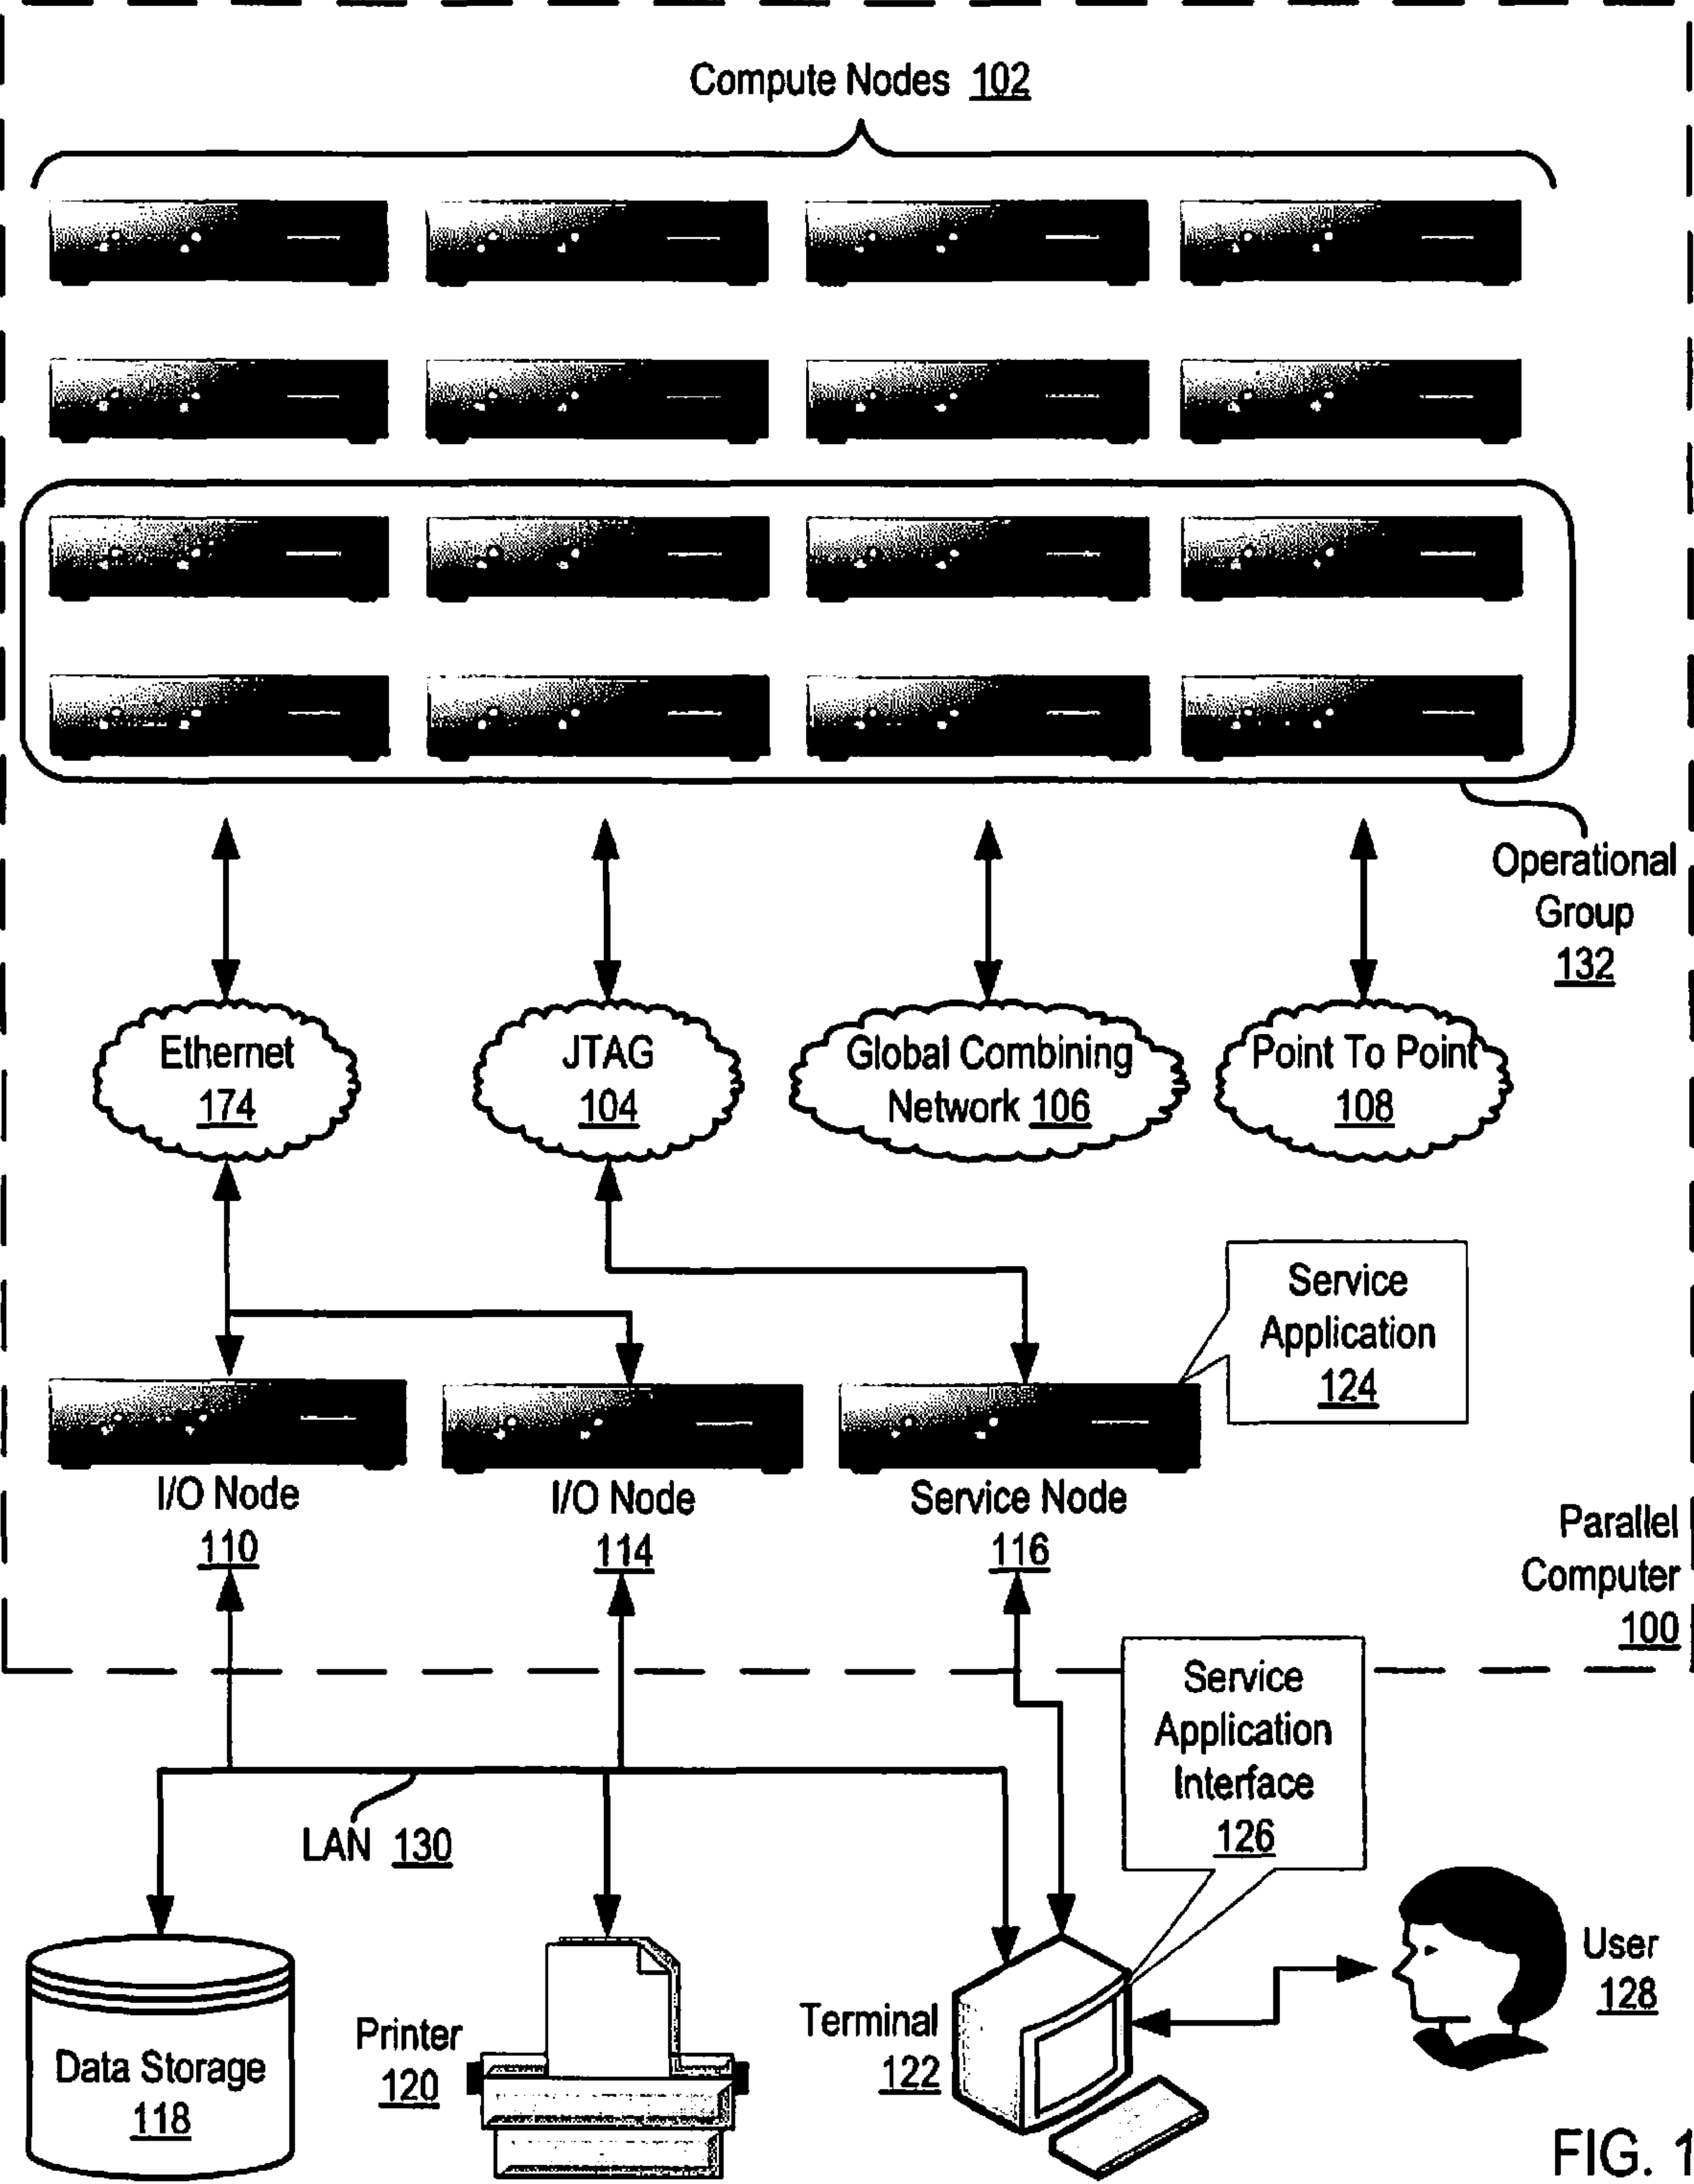 Compute Nodes 102
Operational
Group
132
Ethernet
174
JTAG
104
Global Combining
Network 106
Point To Point
108
Service
Application
124
I/O Node
110
I/O Node
114
Service Node
116
Parallel
Computer
100
Service
Application
Interface
126
LAN 130
Data Storage
118
Printer
120
Terminal
122
User
128
FIG. 1